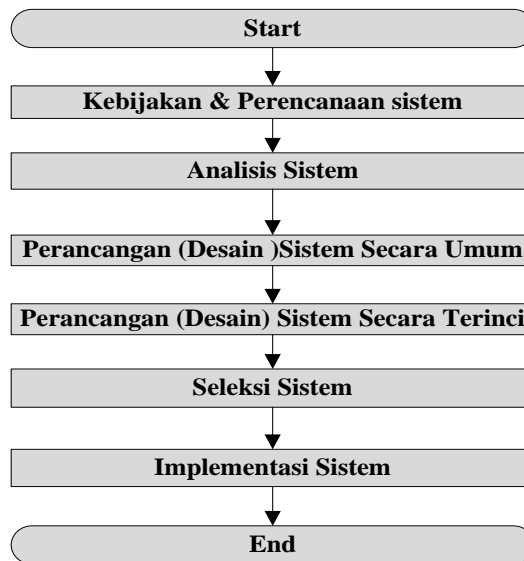 Start
Kebijakan & Perencanaan sistem
Analisis Sistem
Perancangan (Desain )Sistem Secara Umum
Perancangan (Desain) Sistem Secara Terinci
Seleksi Sistem
Implementasi Sistem
End